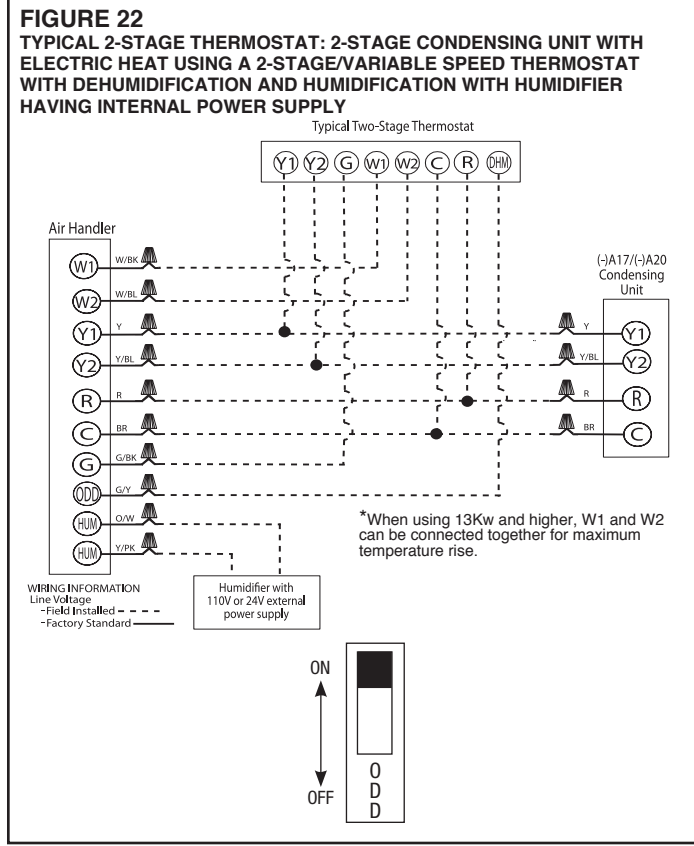 FIGURE 22
TYPICAL 2-STAGE THERMOSTAT: 2-STAGE CONDENSING UNIT WITH
ELECTRIC HEAT USING A 2-STAGE/VARIABLE SPEED THERMOSTAT
WITH DEHUMIDIFICATION AND HUMIDIFICATION WITH HUMIDIFIER
HAVING INTERNAL POWER SUPPLY
Typical Two-Stage Thermostat
Y1 Y2 G W1 W2 C R DHM
Air Handler
W1 W/BK
W2 W/BL
Y1 Y
Y2 Y/BL
R R
C BR
G G/BK
ODD G/Y
HUM O/W
HUM Y/PK
(-)A17/(-)A20
Condensing
Unit
Y Y1
Y/BL Y2
R R
BR C
*When using 13Kw and higher, W1 and W2
can be connected together for maximum
temperature rise.
WIRING INFORMATION
Line Voltage
-Field Installed
-Factory Standard
Humidifier with
110V or 24V external
power supply
ON
OFF
O
D
D